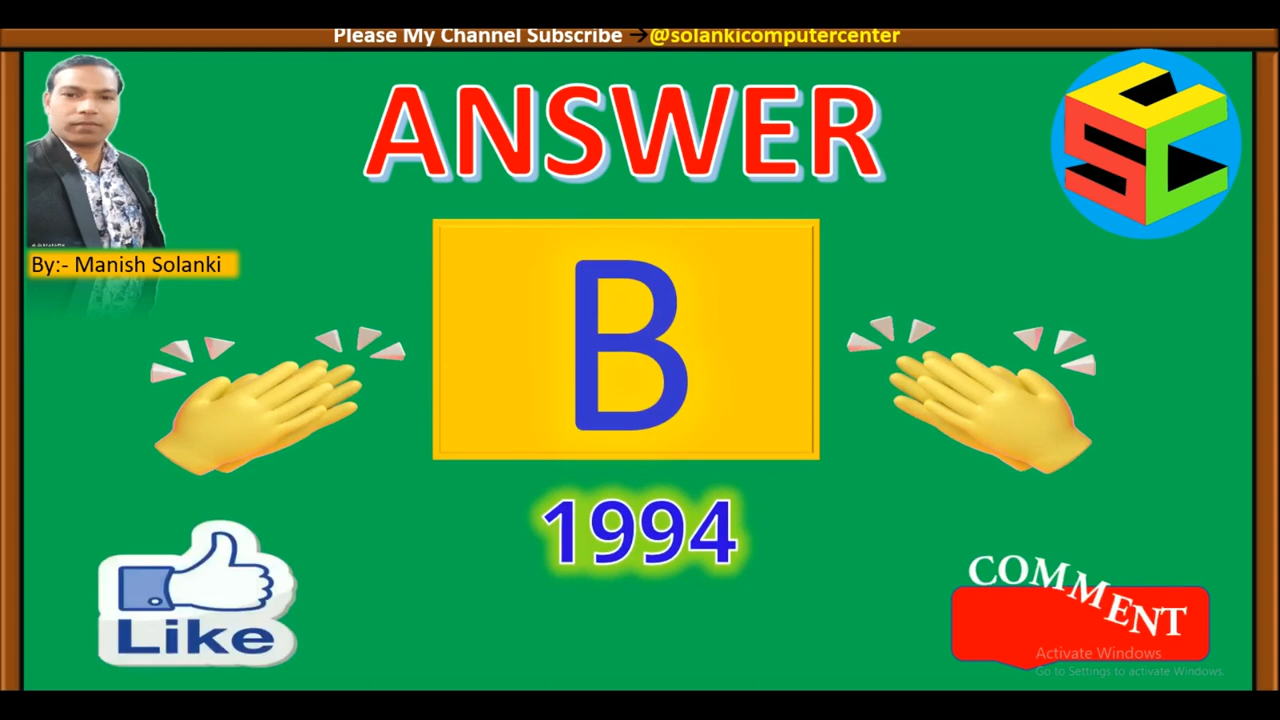 Please My Channel Subscribe →@solankicomputercenter
ANSWER
SCC
By:- Manish Solanki
B
1994
Like
COMMENT
Activate Windows
Go to Settings to activate Windows.